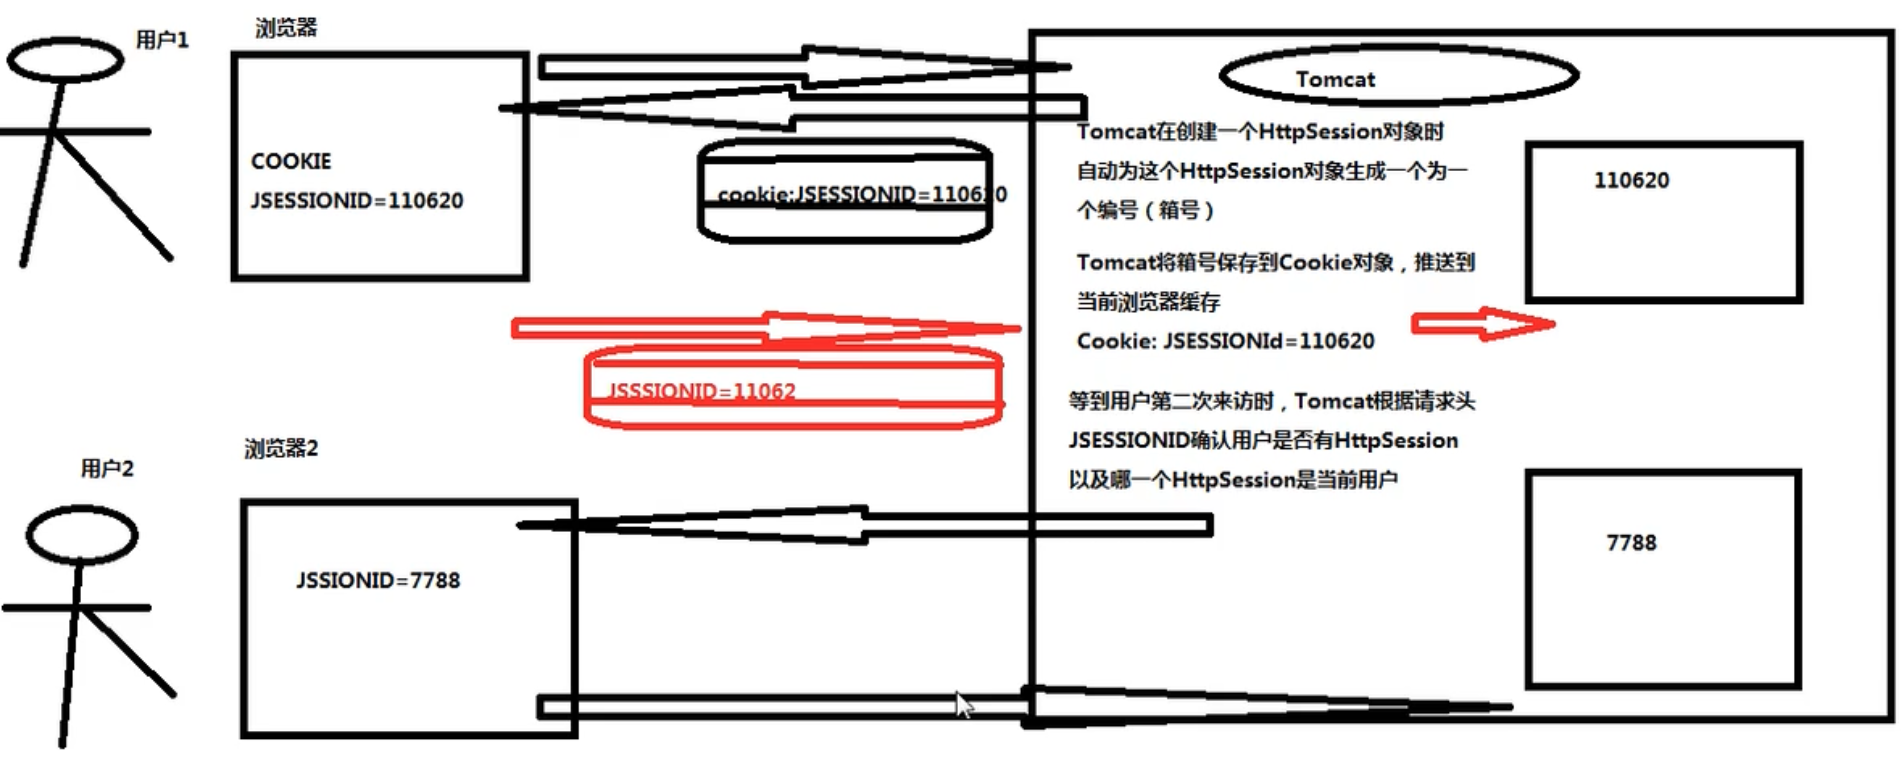 用户1
浏览器
COOKIE
JSESSIONID=110620
cookie:JSESSIONID=110620
Tomcat
Tomcat在创建一个HttpSession对象时
自动为这个HttpSession对象生成一个为一
个编号（箱号）
Tomcat将箱号保存到Cookie对象，推送到
当前浏览器缓存
Cookie: JSESSIONId=110620
等到用户第二次来访时，Tomcat根据请求头
JSESSIONID确认用户是否有HttpSession
以及哪一个HttpSession是当前用户
110620
JSSSIONID=11062
用户2
浏览器2
JSSIONID=7788
7788